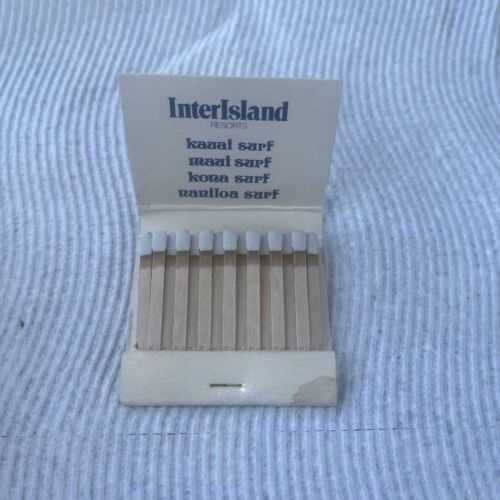 InterIsland
RESORTS
kauai surf
maui surf
kona surf
naniloa surf